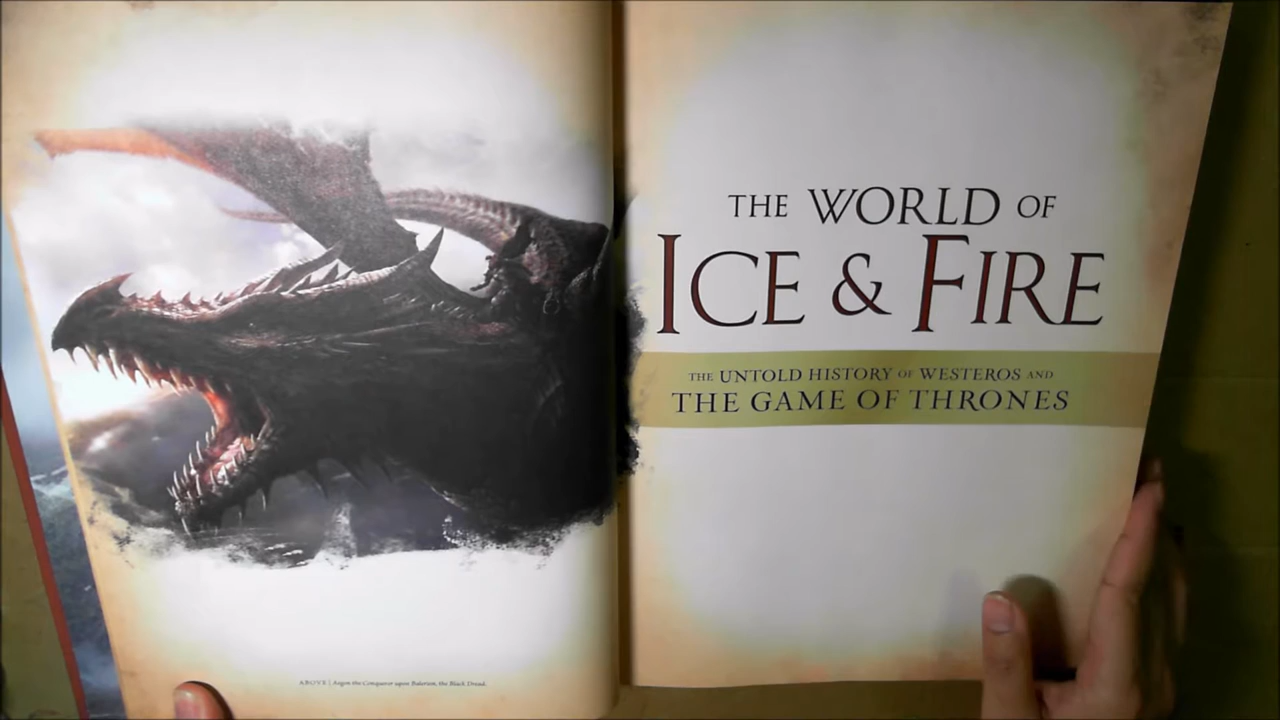 ABOVE | Aegon the Conqueror upon Balerion, the Black Dread.
THE WORLD OF
ICE & FIRE
THE UNTOLD HISTORY OF WESTEROS AND
THE GAME OF THRONES